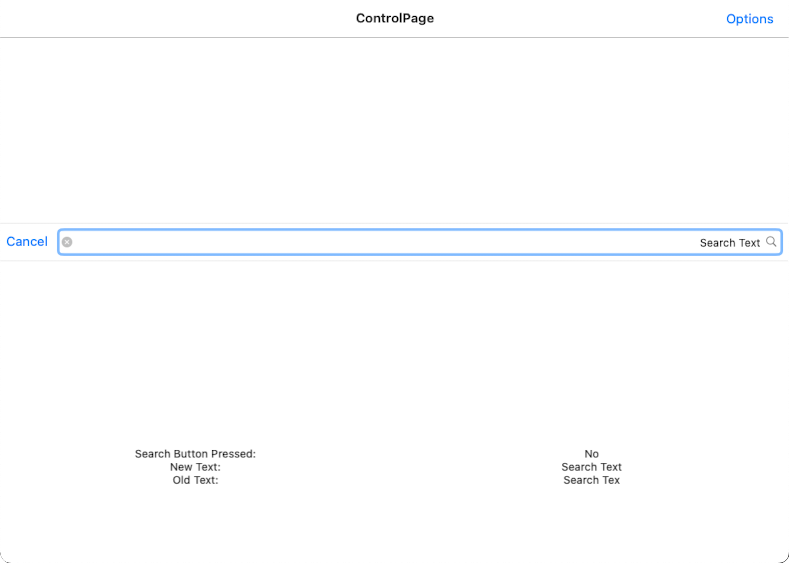 ControlPage
Options
Cancel
Search Text
Search Button Pressed: No
New Text: Search Text
Old Text: Search Tex